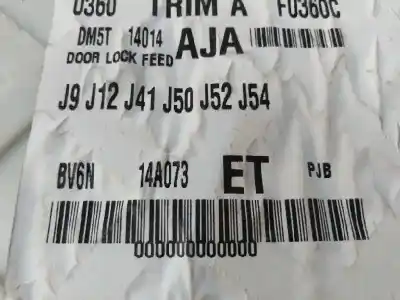 0360 TRIM A F0360C
DM5T 14014 AJA
DOOR LOCK FEED
J9 J12 J41 J50 J52 J54
BV6N 14A073 ET PJB
000000000000